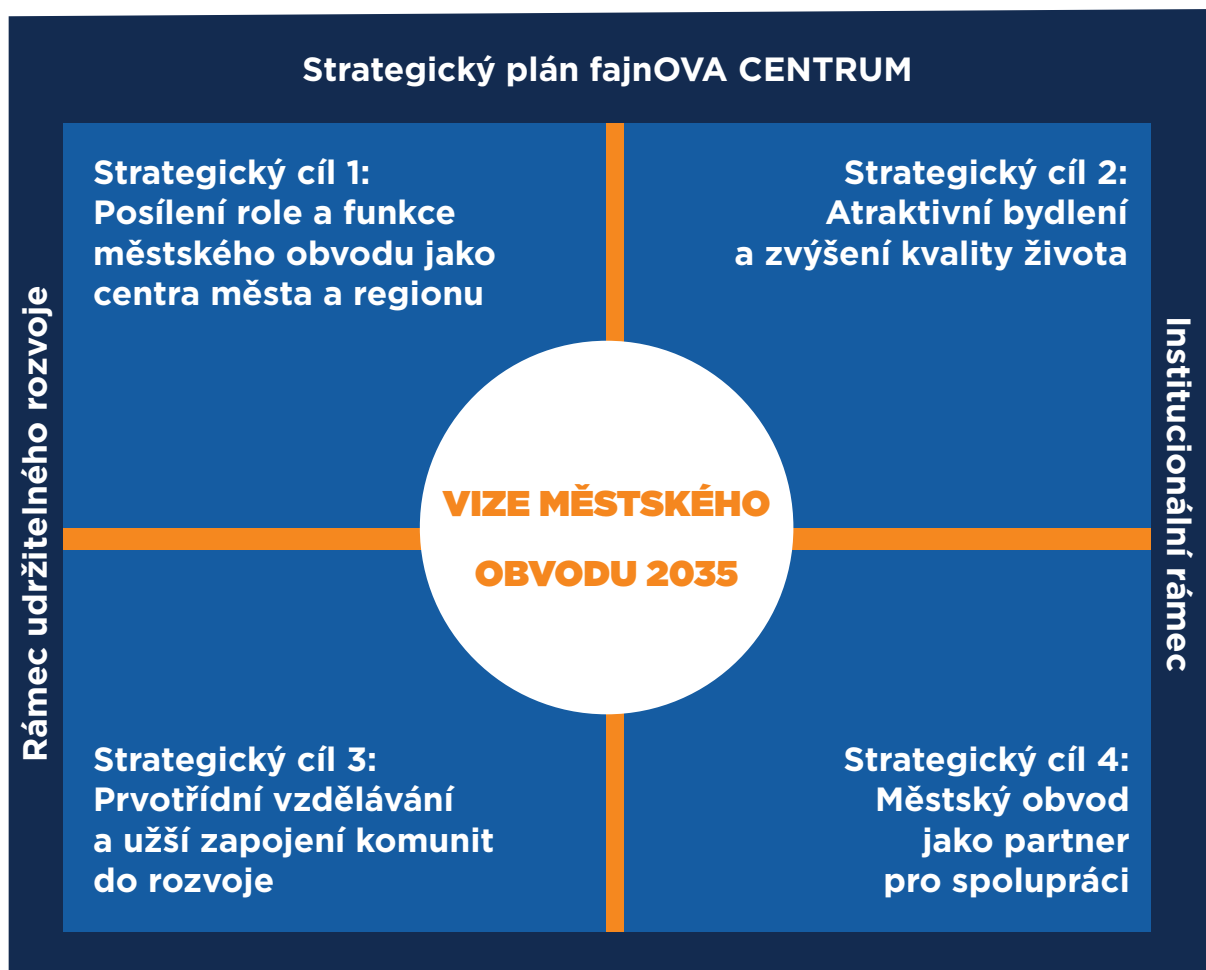 Strategický plán fajnOVA CENTRUM
Rámec udržitelného rozvoje
Strategický cíl 1:
Posílení role a funkce
městského obvodu jako
centra města a regionu
Strategický cíl 2:
Atraktivní bydlení
a zvýšení kvality života
VIZE MĚSTSKÉHO
OBVODU 2035
Strategický cíl 3:
Prvotřídní vzdělávání
a užší zapojení komunit
do rozvoje
Strategický cíl 4:
Městský obvod
jako partner
pro spolupráci
Institucionální rámec